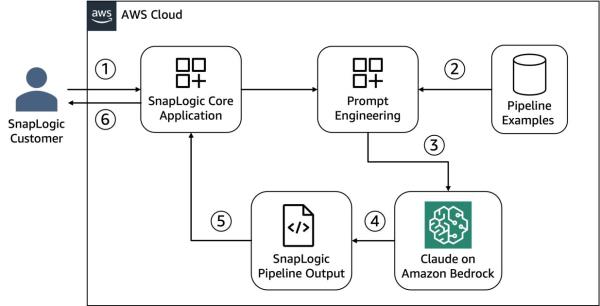 aws
AWS Cloud
1
2
SnapLogic Core
Application
Prompt
Engineering
Pipeline
Examples
SnapLogic
Customer
6
3
5
4
</>
SnapLogic
Pipeline Output
Claude on
Amazon Bedrock